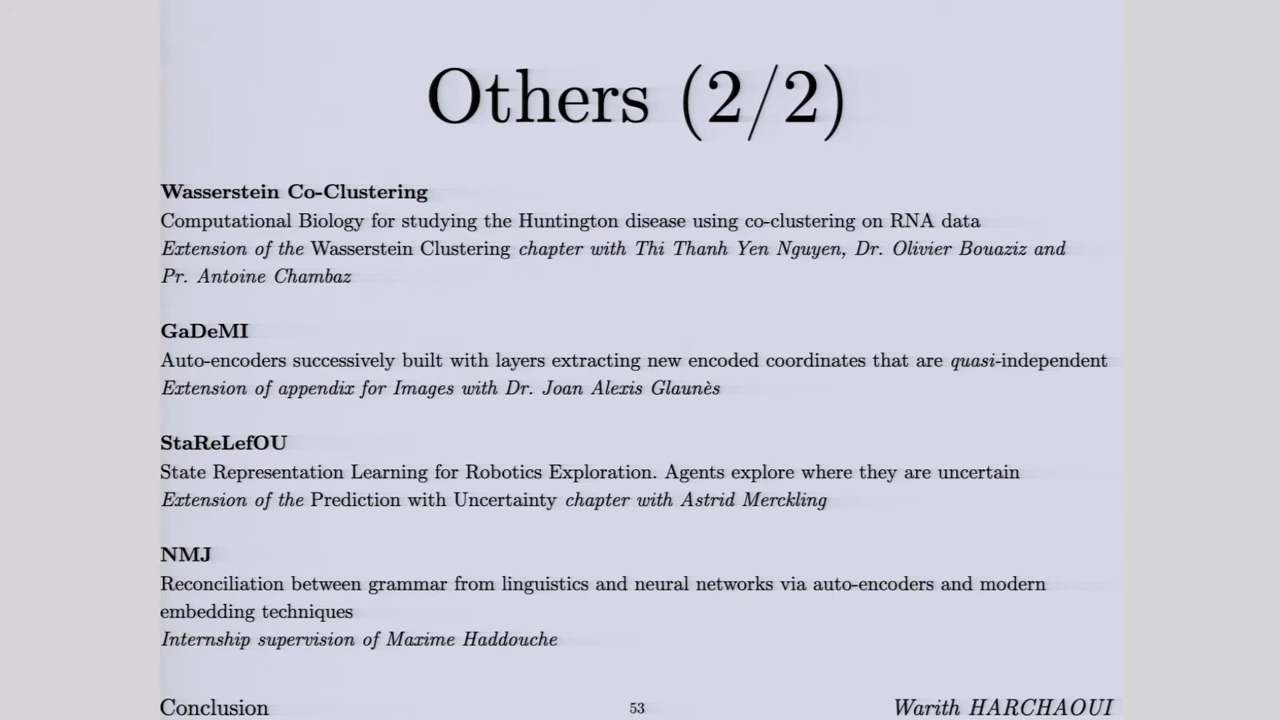 Others (2/2)
Wasserstein Co-Clustering
Computational Biology for studying the Huntington disease using co-clustering on RNA data
Extension of the Wasserstein Clustering chapter with Thi Thanh Yen Nguyen, Dr. Olivier Bouaziz and
Pr. Antoine Chambaz
GaDeMI
Auto-encoders successively built with layers extracting new encoded coordinates that are quasi-independent
Extension of appendix for Images with Dr. Joan Alexis Glaunès
StaReLefOU
State Representation Learning for Robotics Exploration. Agents explore where they are uncertain
Extension of the Prediction with Uncertainty chapter with Astrid Merckling
NMJ
Reconciliation between grammar from linguistics and neural networks via auto-encoders and modern
embedding techniques
Internship supervision of Maxime Haddouche
Conclusion 53 Warith HARCHAOUI